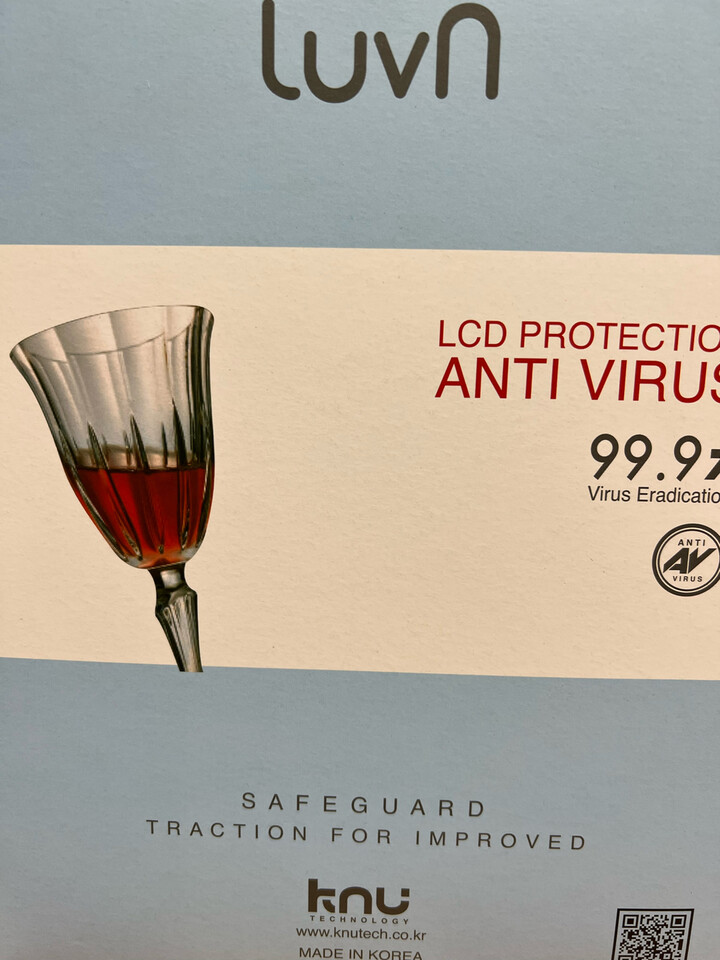 luvn
LCD PROTECTIO
ANTI VIRUS
99.9
Virus Eradicatio
ANTI
AV
VIRUS
SAFEGUARD
TRACTION FOR IMPROVED
knu
TECHNOLOGY
www.knutech.co.kr
MADE IN KOREA